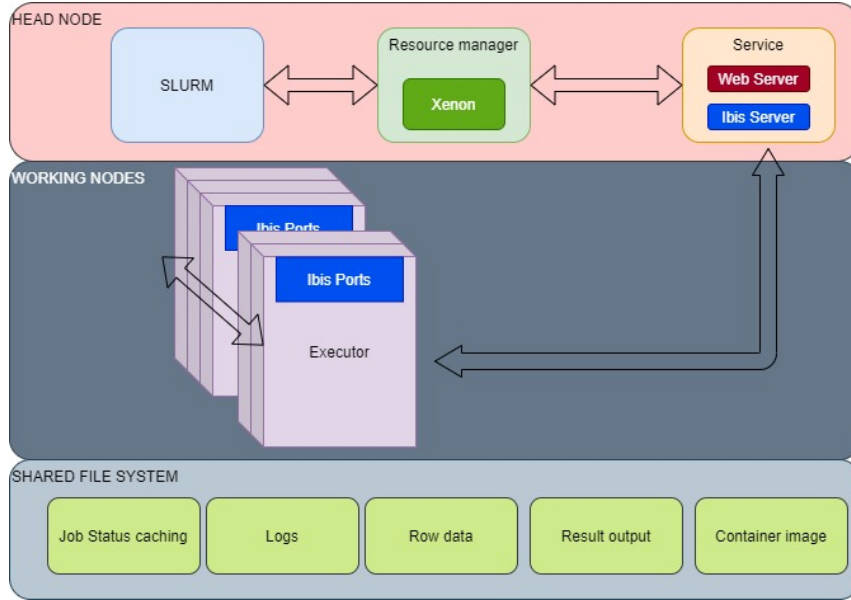 HEAD NODE
SLURM
Resource manager
Xenon
Service
Web Server
Ibis Server
WORKING NODES
Ibis Ports
Ibis Ports
Executor
SHARED FILE SYSTEM
Job Status caching
Logs
Row data
Result output
Container image